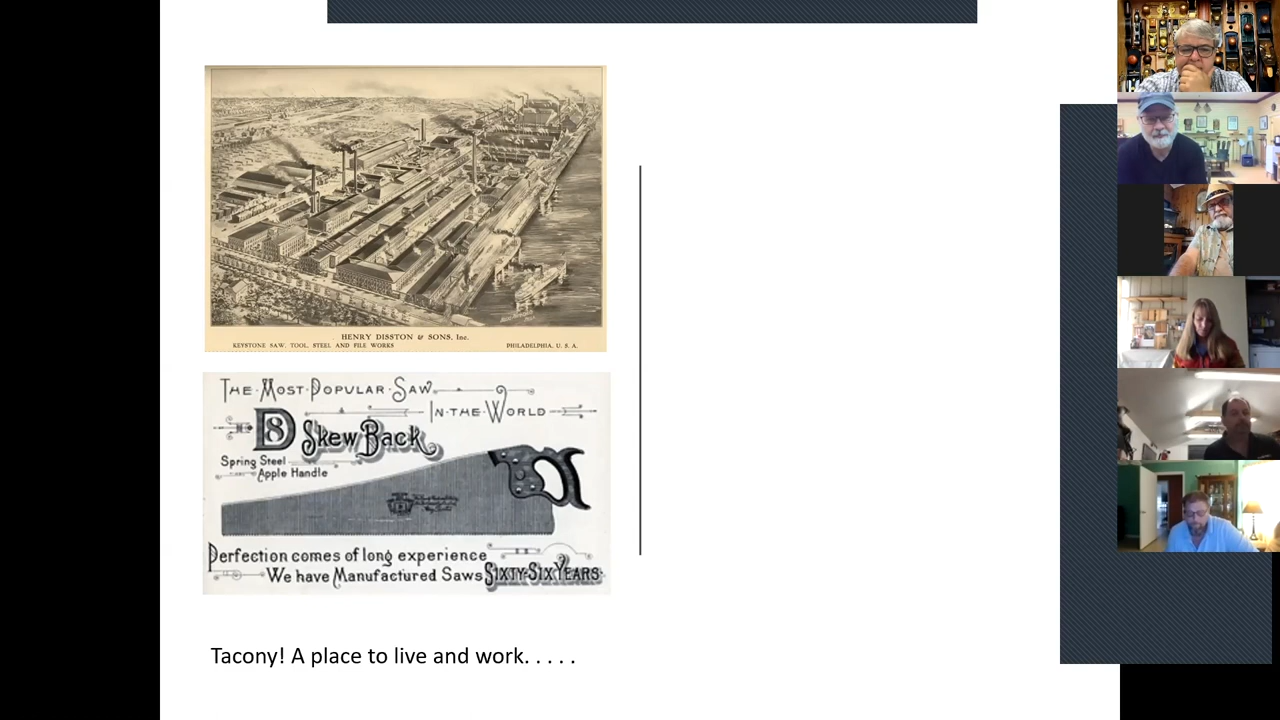 HENRY DISSTON & SONS, Inc.
KEYSTONE SAW, TOOL, STEEL AND FILE WORKS PHILADELPHIA, U. S. A.
THE·MOST·POPULAR·SAW
IN·THE·WORLD
D8 Skew Back
Spring Steel
Apple Handle
Perfection comes of long experience
We have Manufactured Saws SIXTY-SIX YEARS
Tacony! A place to live and work. . . . .